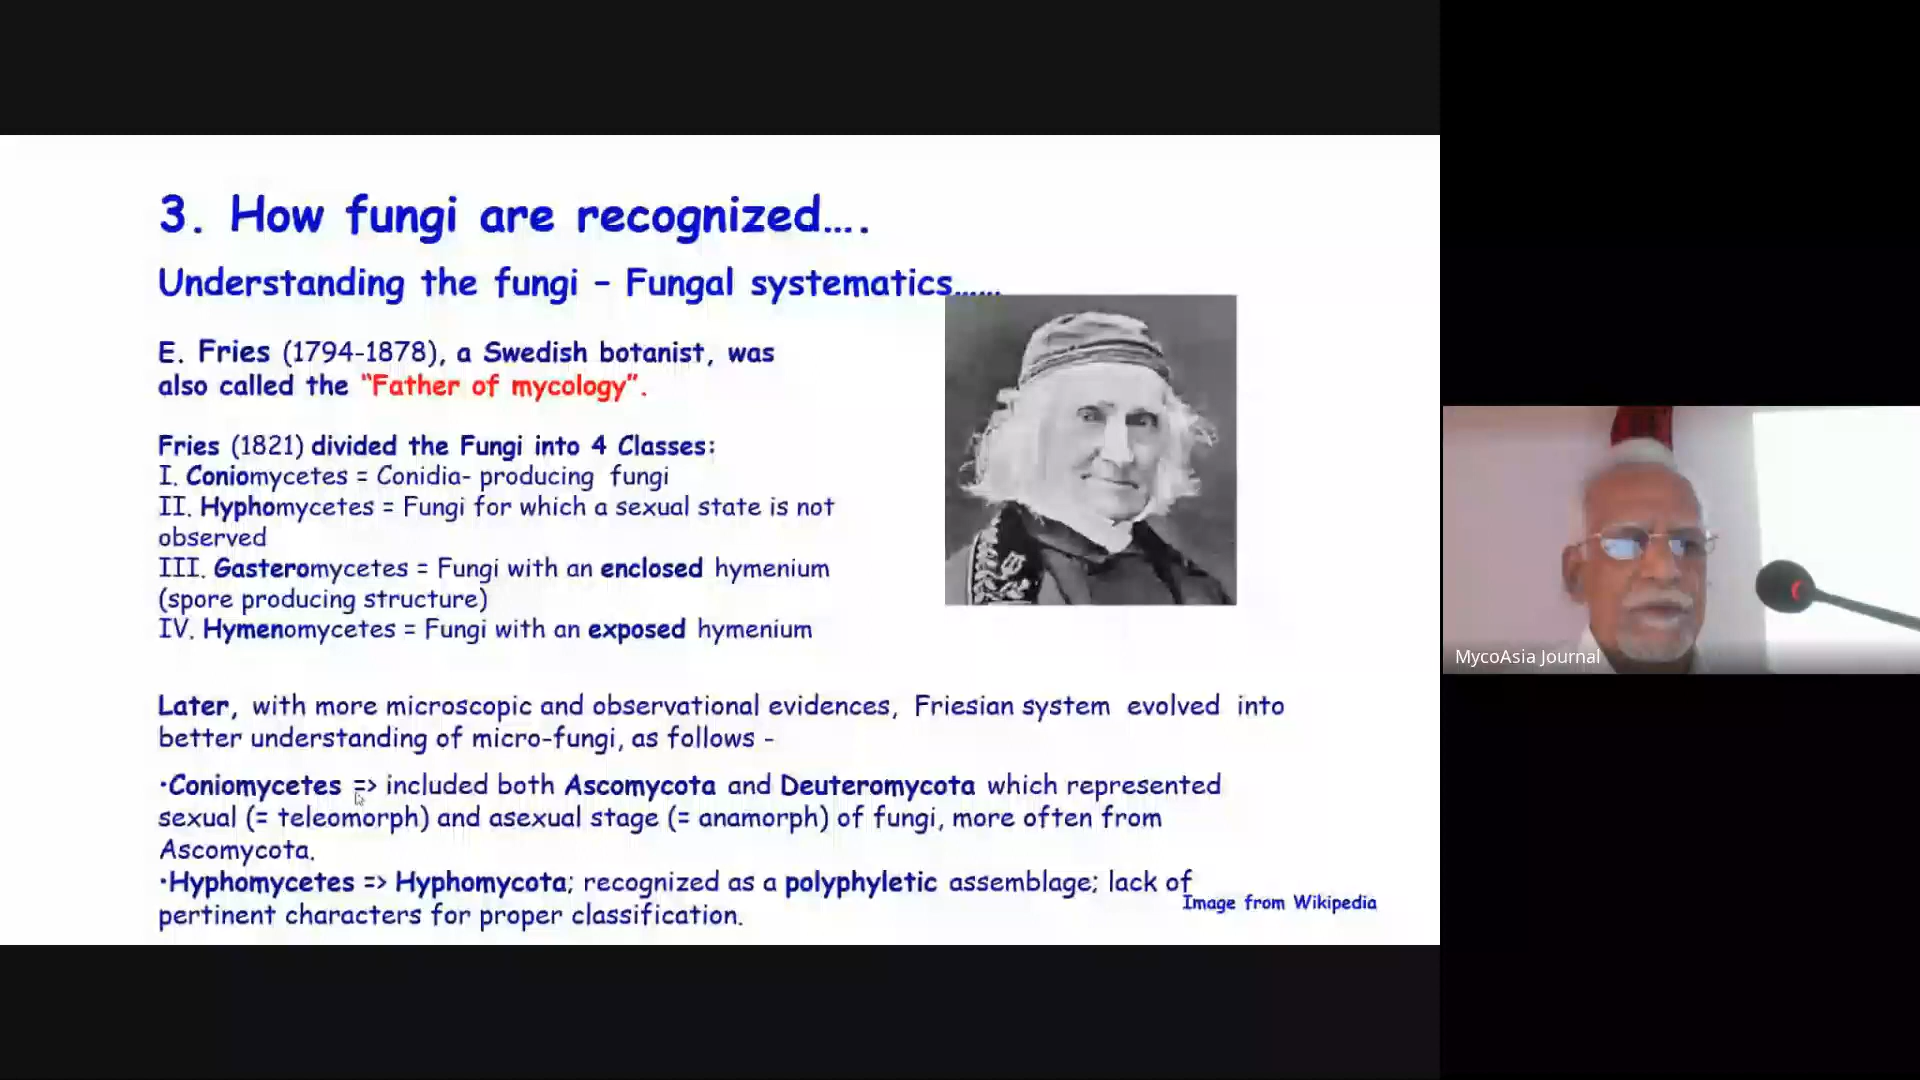 3. How fungi are recognized....
Understanding the fungi – Fungal systematics......
E. Fries (1794-1878), a Swedish botanist, was
also called the “Father of mycology”.
Fries (1821) divided the Fungi into 4 Classes:
I. Coniomycetes = Conidia- producing fungi
II. Hyphomycetes = Fungi for which a sexual state is not
observed
III. Gasteromycetes = Fungi with an enclosed hymenium
(spore producing structure)
IV. Hymenomycetes = Fungi with an exposed hymenium
Later, with more microscopic and observational evidences, Friesian system evolved into
better understanding of micro-fungi, as follows -
•Coniomycetes => included both Ascomycota and Deuteromycota which represented
sexual (= teleomorph) and asexual stage (= anamorph) of fungi, more often from
Ascomycota.
•Hyphomycetes => Hyphomycota; recognized as a polyphyletic assemblage; lack of
pertinent characters for proper classification.
Image from Wikipedia
MycoAsia Journal